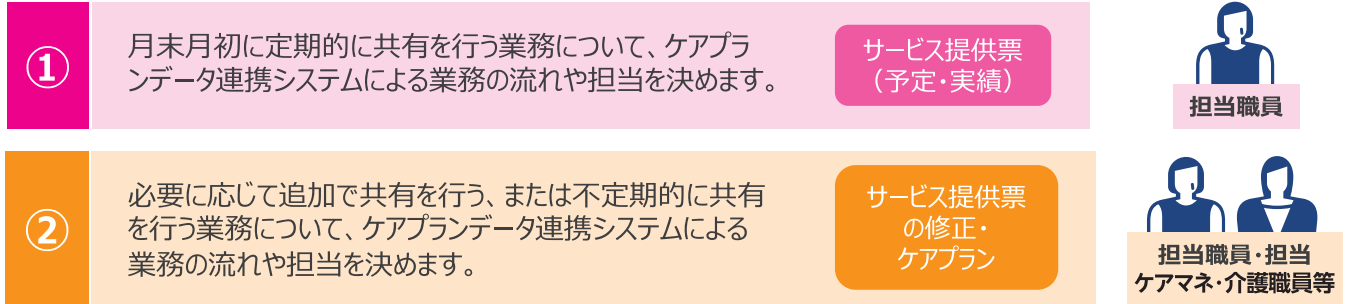 ①
月末月初に定期的に共有を行う業務について、ケアプラ
ンデータ連携システムによる業務の流れや担当を決めます。
サービス提供票
（予定・実績）
担当職員
②
必要に応じて追加で共有を行う、または不定期的に共有
を行う業務について、ケアプランデータ連携システムによる
業務の流れや担当を決めます。
サービス提供票
の修正・
ケアプラン
担当職員・担当
ケアマネ・介護職員等